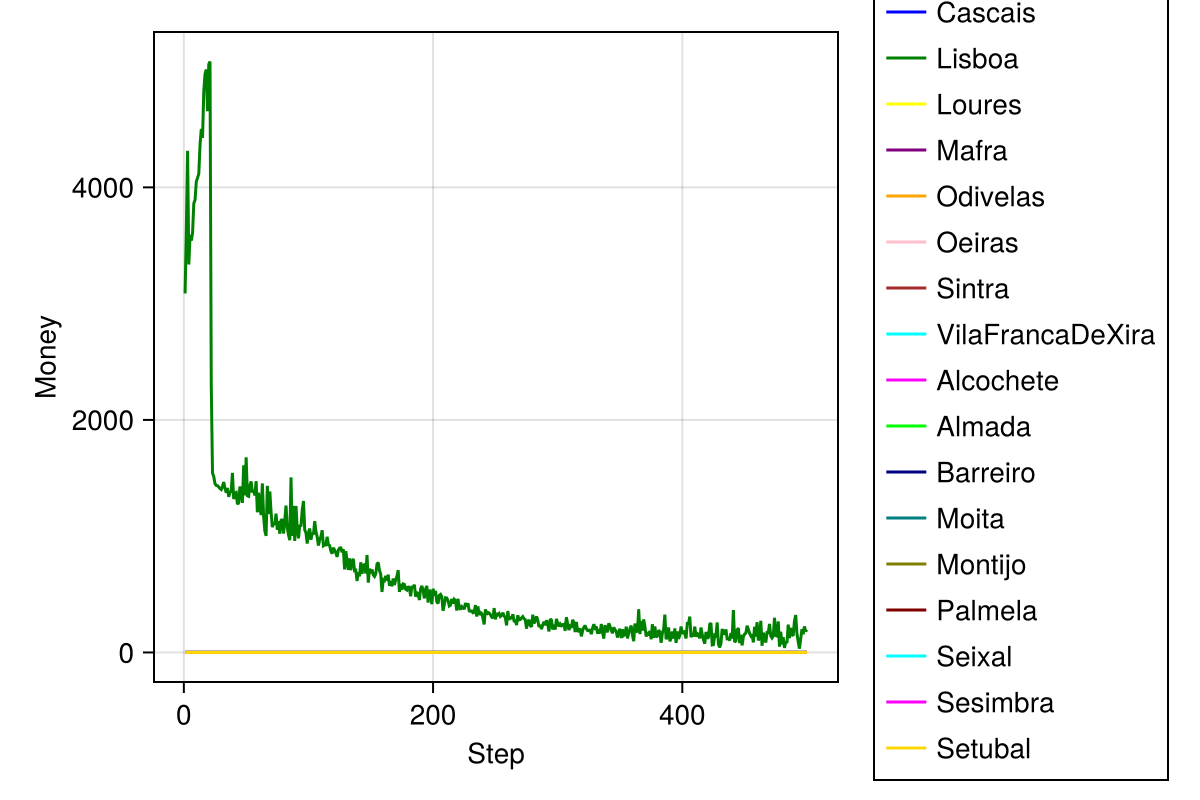 Cascais
Lisboa
Loures
Mafra
Odivelas
Oeiras
Sintra
VilaFrancaDeXira
Alcochete
Almada
Barreiro
Moita
Montijo
Palmela
Seixal
Sesimbra
Setubal
Money
4000
2000
0
0 200 400
Step